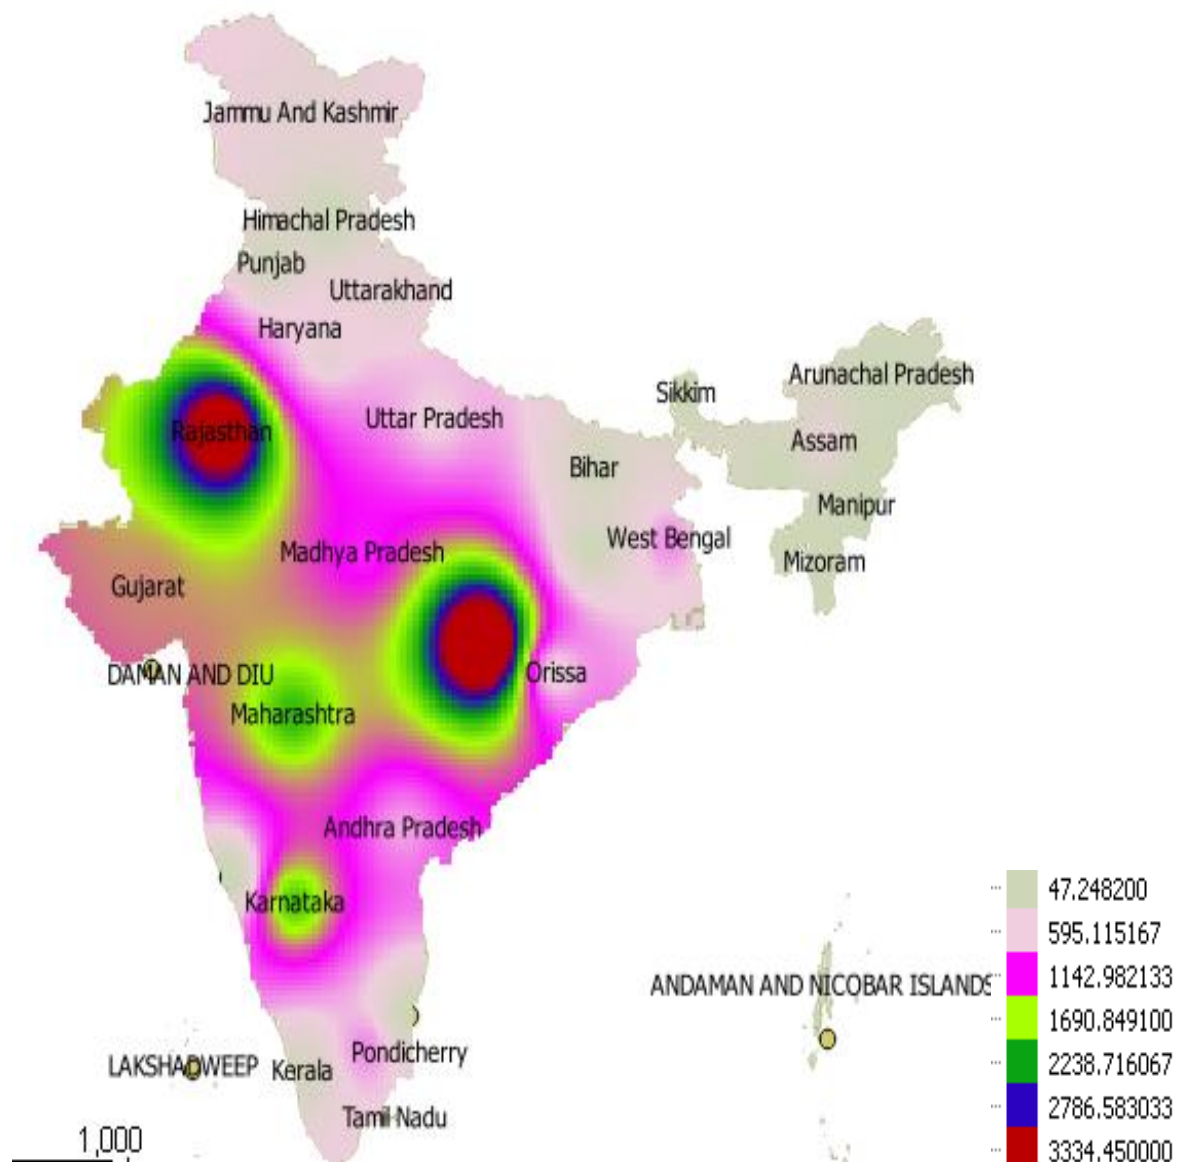 Jammu And Kashmir
Himachal Pradesh
Punjab
Uttarakhand
Haryana
Arunachal Pradesh
Sikkim
Uttar Pradesh
Rajasthan
Assam
Bihar
Manipur
West Bengal
Madhya Pradesh
Mizoram
Gujarat
DAMAN AND DIU
Orissa
Maharashtra
Andhra Pradesh
Karnataka
ANDAMAN AND NICOBAR ISLANDS
Pondicherry
LAKSHADWEEP
Kerala
Tamil Nadu
1,000
47.248200
595.115167
1142.982133
1690.849100
2238.716067
2786.583033
3334.450000